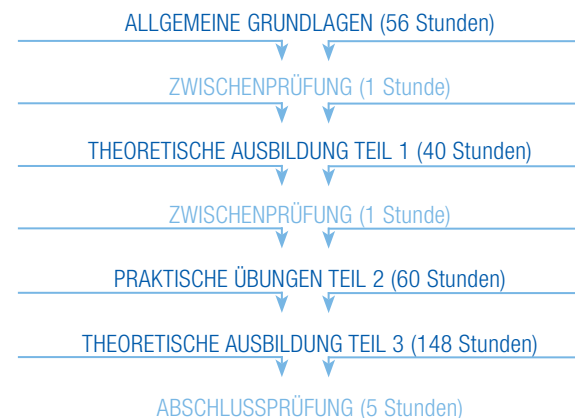 ALLGEMEINE GRUNDLAGEN (56 Stunden)
ZWISCHENPRÜFUNG (1 Stunde)
THEORETISCHE AUSBILDUNG TEIL 1 (40 Stunden)
ZWISCHENPRÜFUNG (1 Stunde)
PRAKTISCHE ÜBUNGEN TEIL 2 (60 Stunden)
THEORETISCHE AUSBILDUNG TEIL 3 (148 Stunden)
ABSCHLUSSPRÜFUNG (5 Stunden)